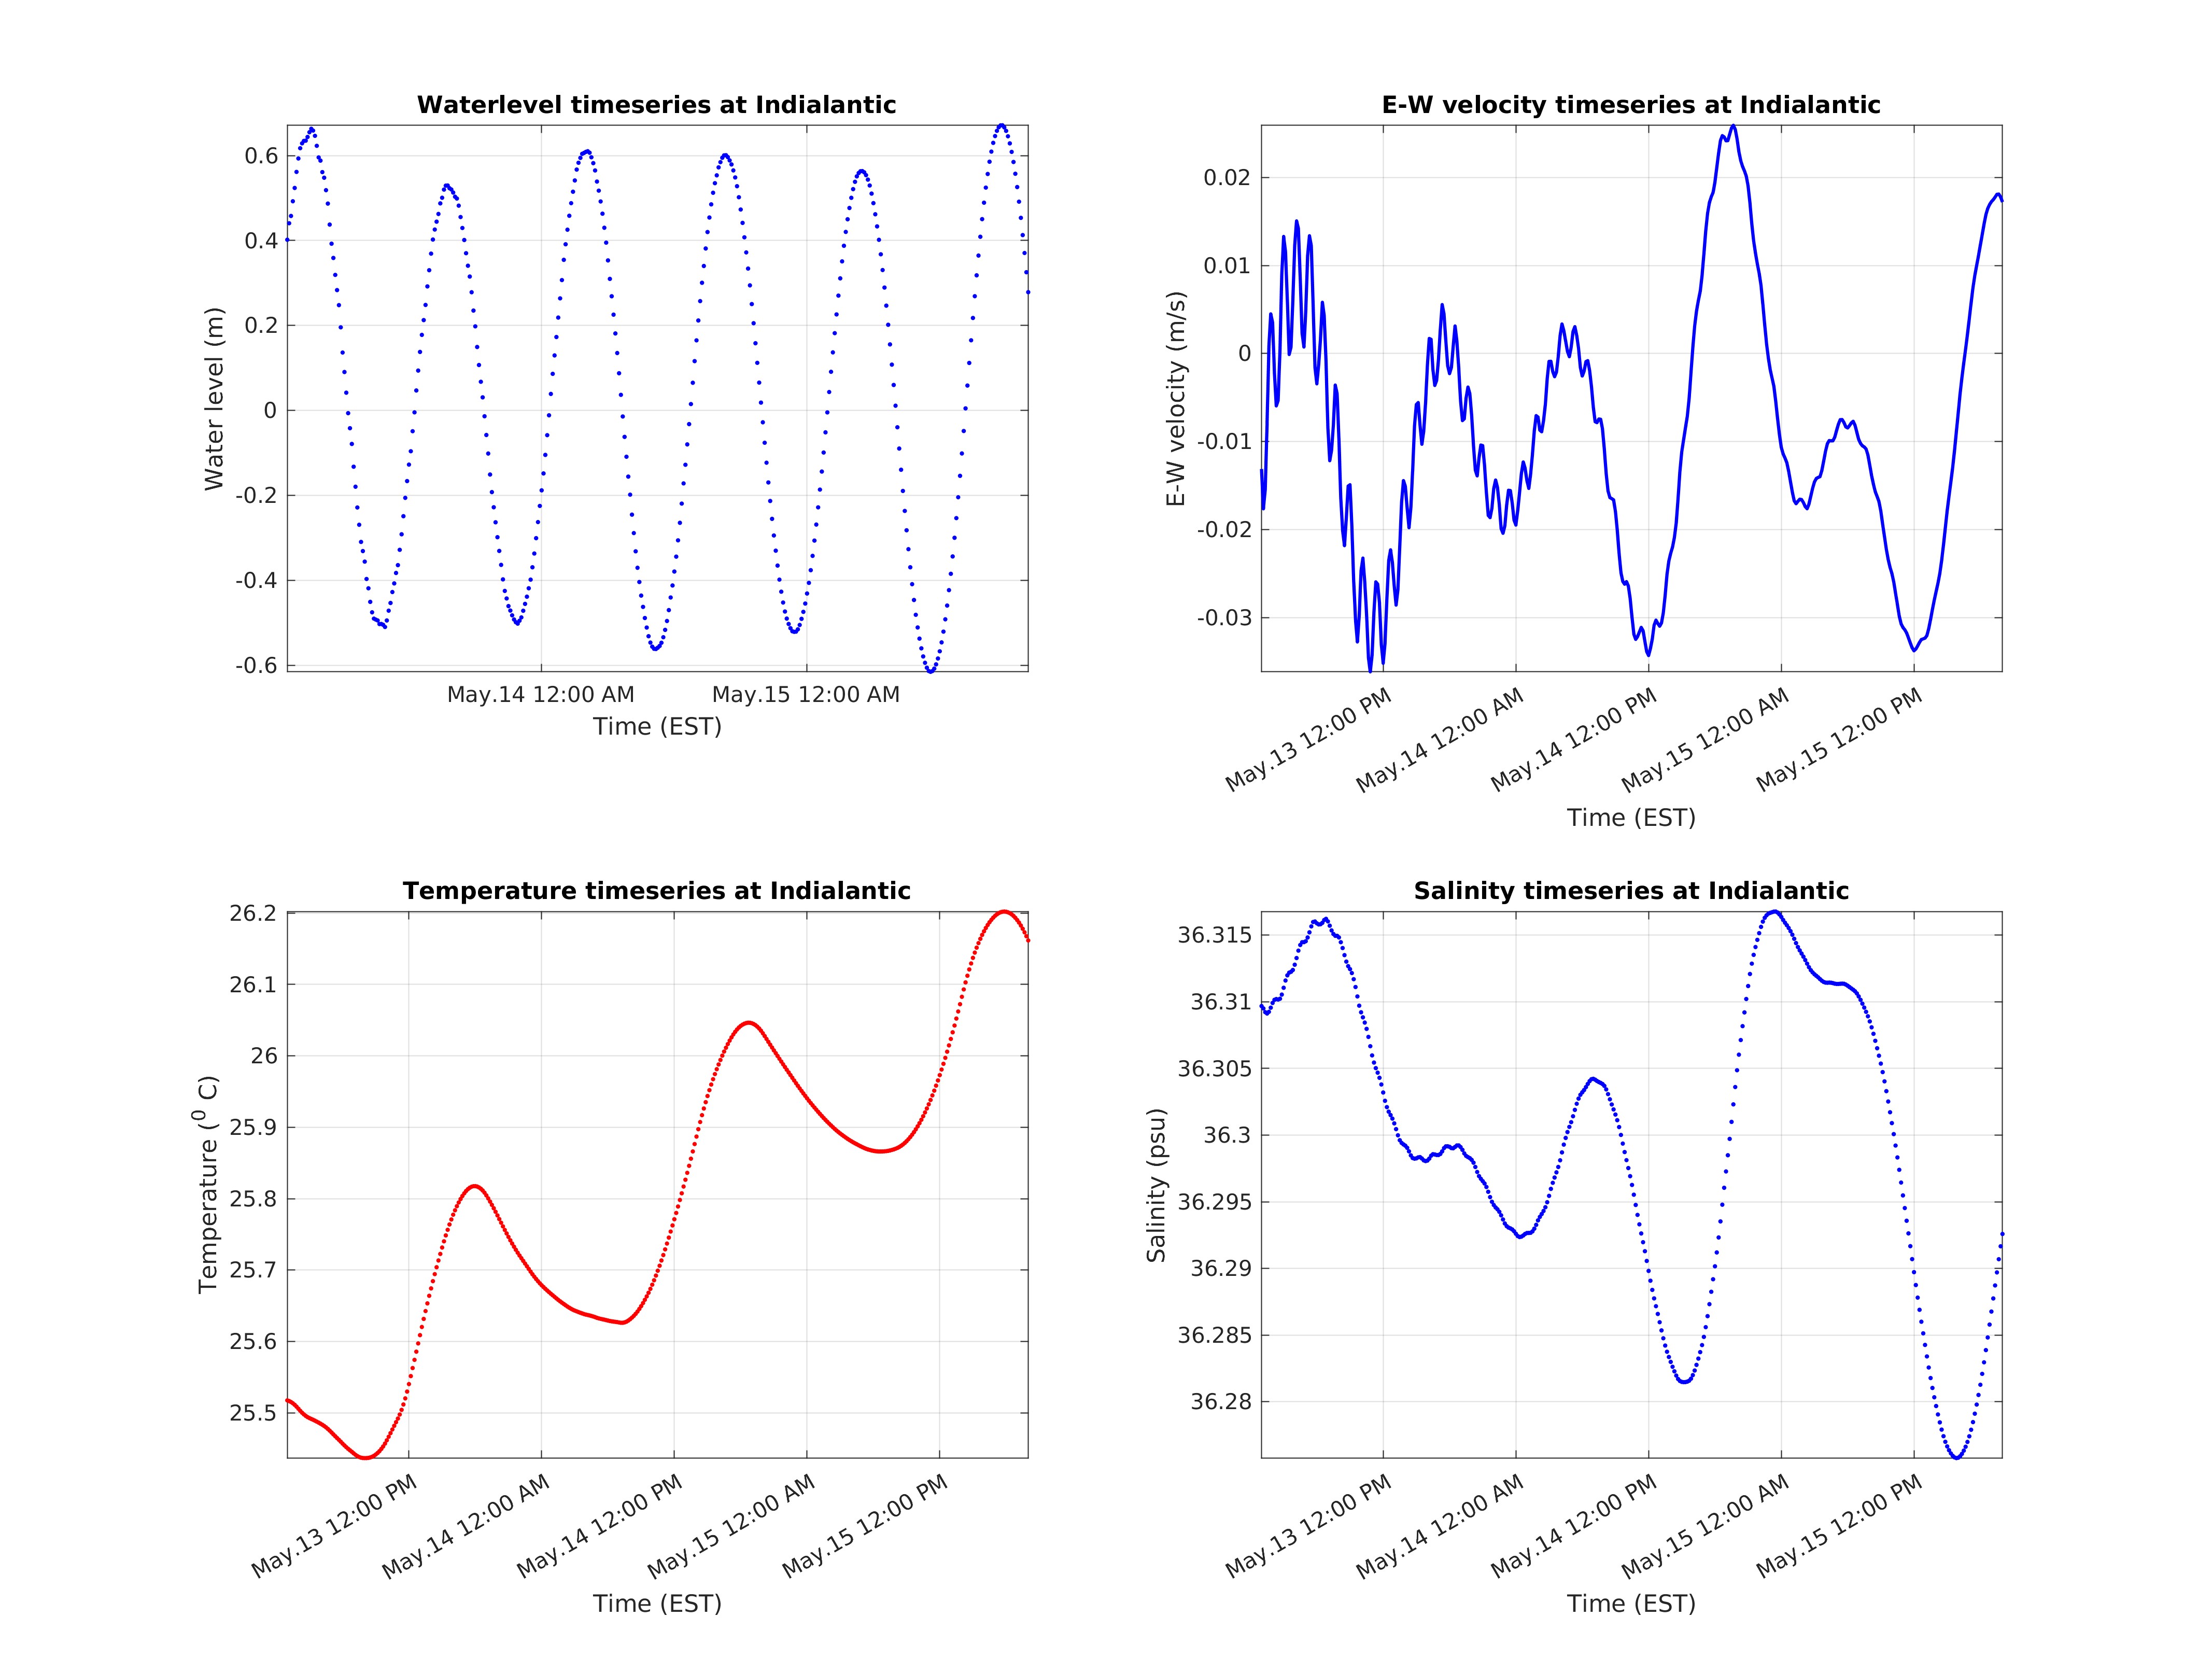 Waterlevel timeseries at Indialantic
0.6
0.4
0.2
0
-0.2
-0.4
-0.6
Water level (m)
May.14 12:00 AM
May.15 12:00 AM
Time (EST)
E-W velocity timeseries at Indialantic
0.02
0.01
0
-0.01
-0.02
-0.03
E-W velocity (m/s)
May.13 12:00 PM
May.14 12:00 AM
May.14 12:00 PM
May.15 12:00 AM
May.15 12:00 PM
Time (EST)
Temperature timeseries at Indialantic
26.2
26.1
26
25.9
25.8
25.7
25.6
25.5
Temperature (⁰ C)
May.13 12:00 PM
May.14 12:00 AM
May.14 12:00 PM
May.15 12:00 AM
May.15 12:00 PM
Time (EST)
Salinity timeseries at Indialantic
36.315
36.31
36.305
36.3
36.295
36.29
36.285
36.28
Salinity (psu)
May.13 12:00 PM
May.14 12:00 AM
May.14 12:00 PM
May.15 12:00 AM
May.15 12:00 PM
Time (EST)